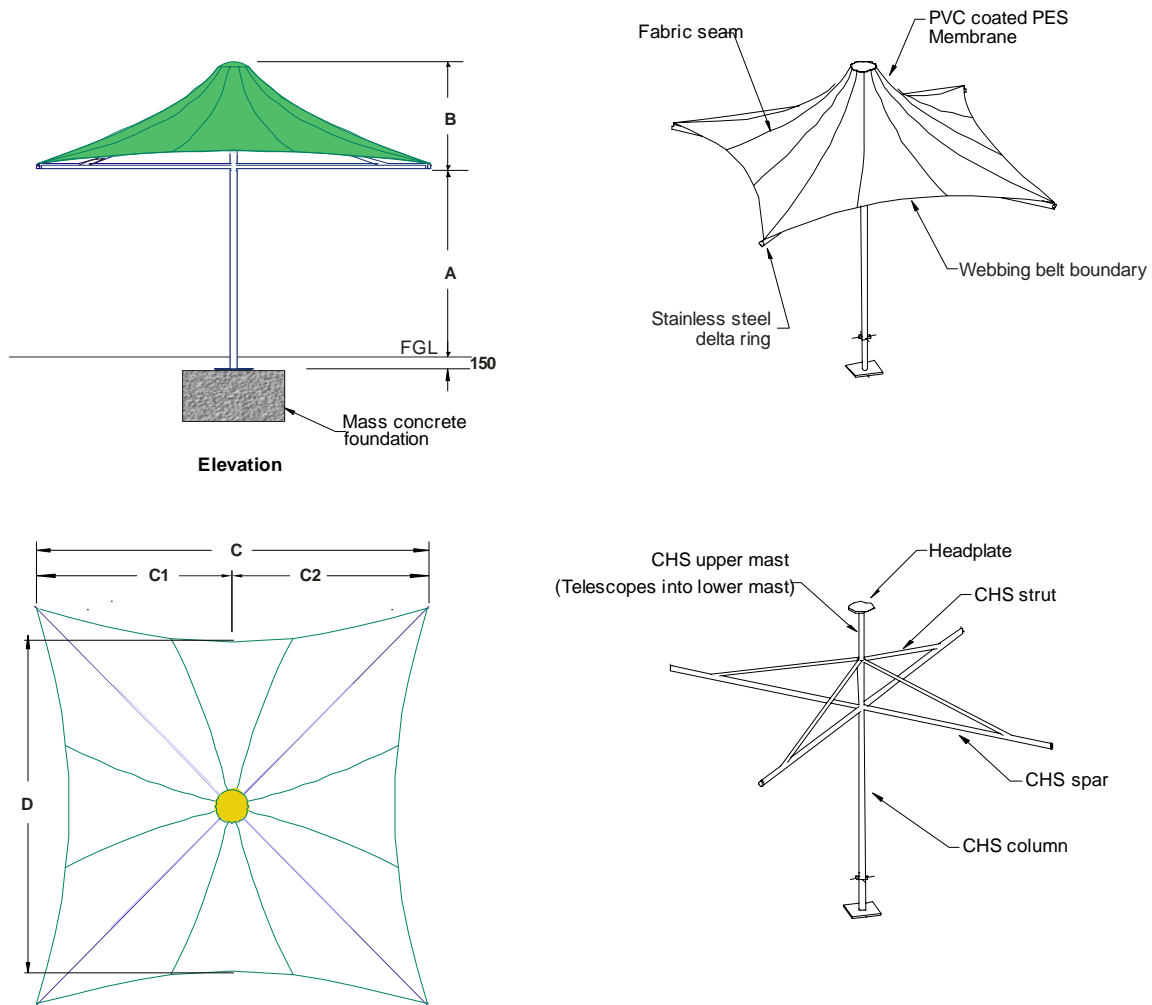 B
A
FGL
150
Mass concrete
foundation
Elevation
Fabric seam
PVC coated PES
Membrane
Webbing belt boundary
Stainless steel
delta ring
C
C1
C2
D
CHS upper mast
(Telescopes into lower mast)
Headplate
CHS strut
CHS spar
CHS column